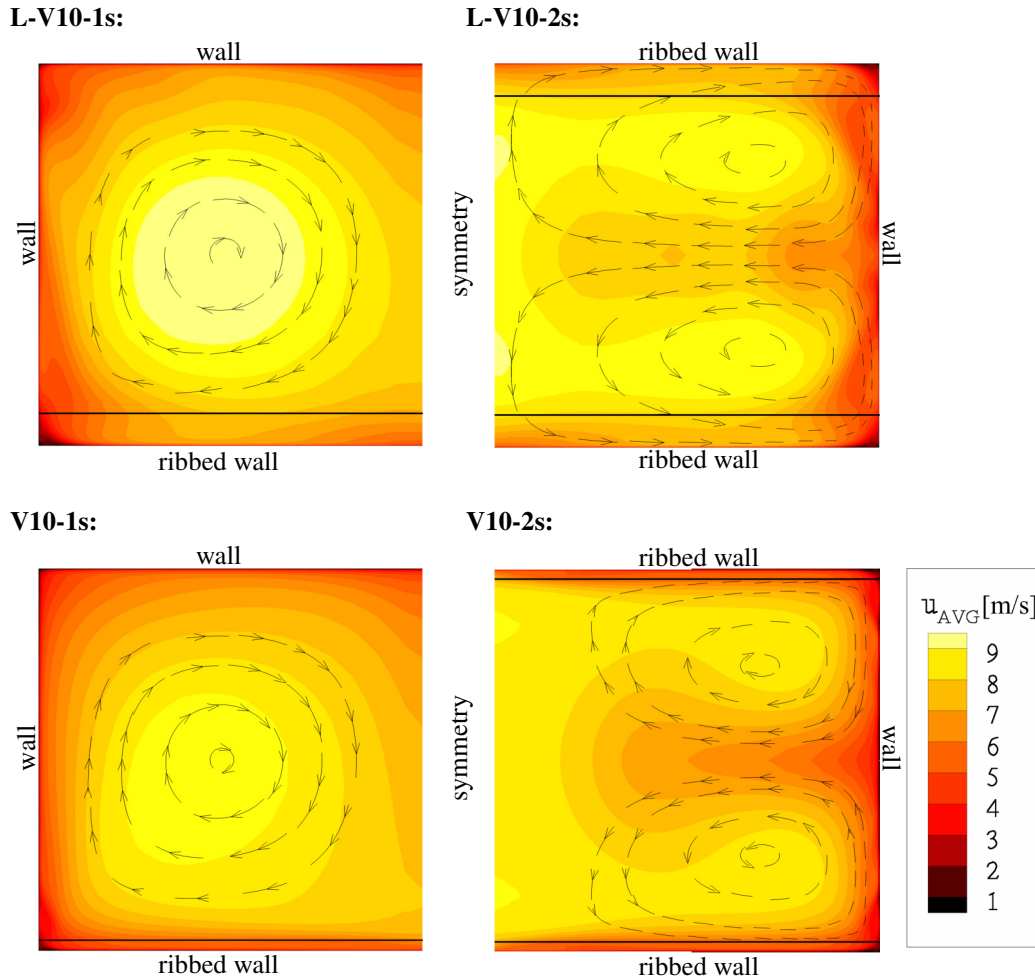 L-V10-1s:
L-V10-2s:
wall
ribbed wall
wall
symmetry
wall
ribbed wall
ribbed wall
V10-1s:
V10-2s:
wall
ribbed wall
wall
symmetry
wall
u_AVG[m/s]
9
8
7
6
5
4
3
2
1
ribbed wall
ribbed wall